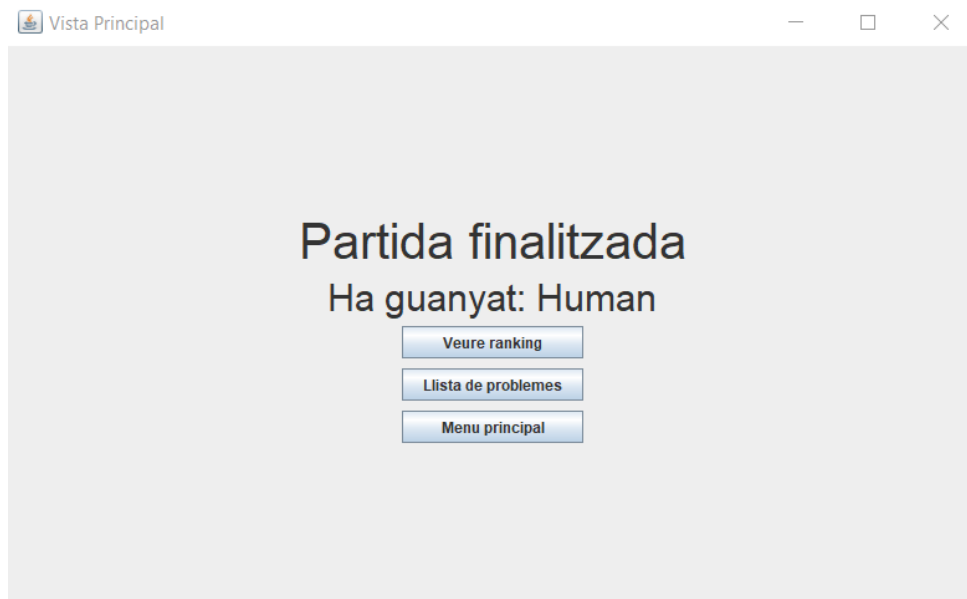 Vista Principal
Partida finalitzada
Ha guanyat: Human
Veure ranking
Llista de problemes
Menu principal